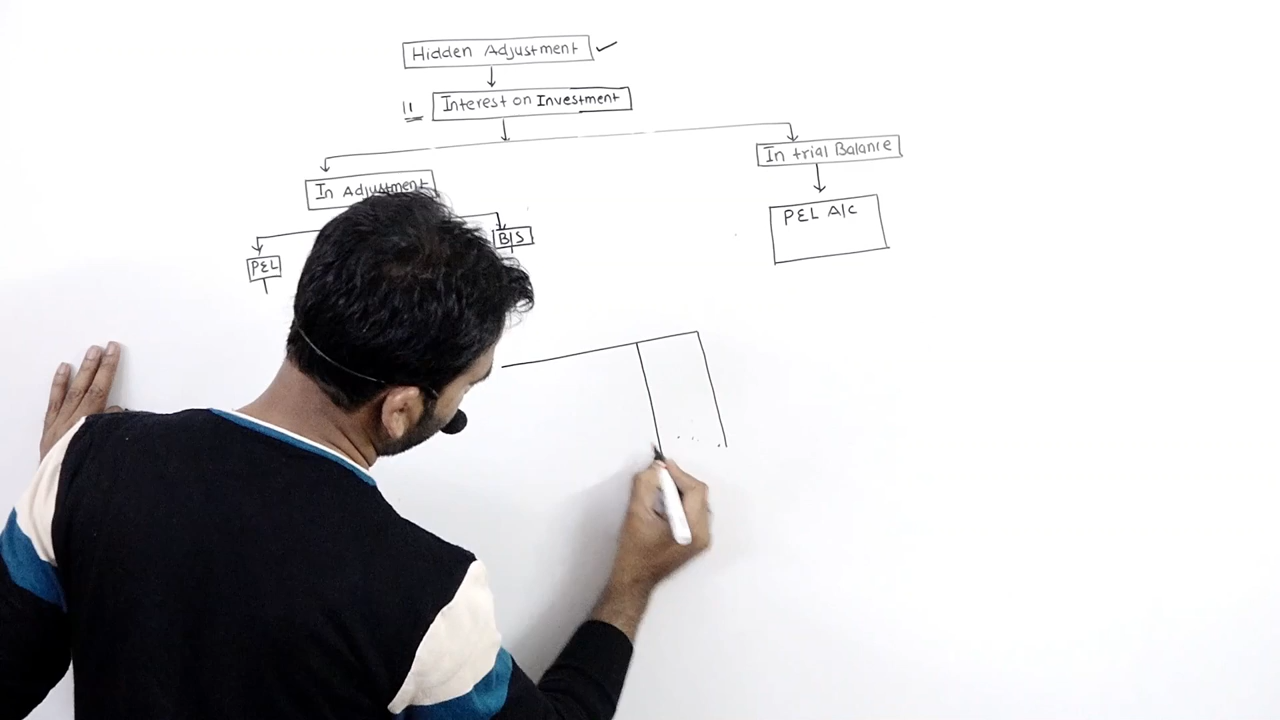 Hidden Adjustment
11 Interest on Investment
In trial Balance
In Adjustment
P&L A/c
B/S
P&L